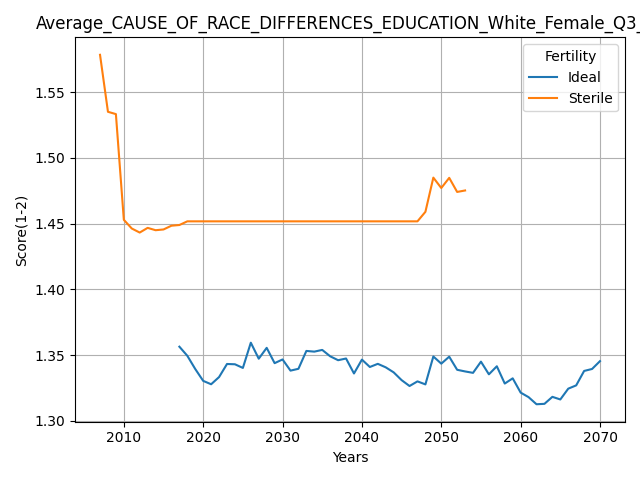 Average_CAUSE_OF_RACE_DIFFERENCES_EDUCATION_White_Female_Q3_
Fertility
Ideal
Sterile
Score(1-2)
1.55
1.50
1.45
1.40
1.35
1.30
2010 2020 2030 2040 2050 2060 2070
Years